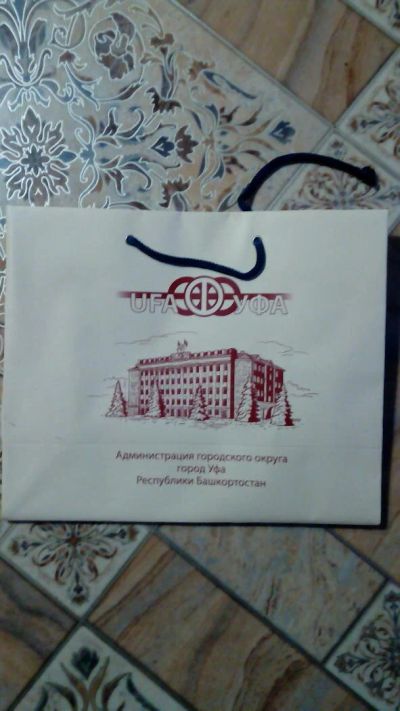 UFA УФА
Администрация городского округа
город Уфа
Республики Башкортостан